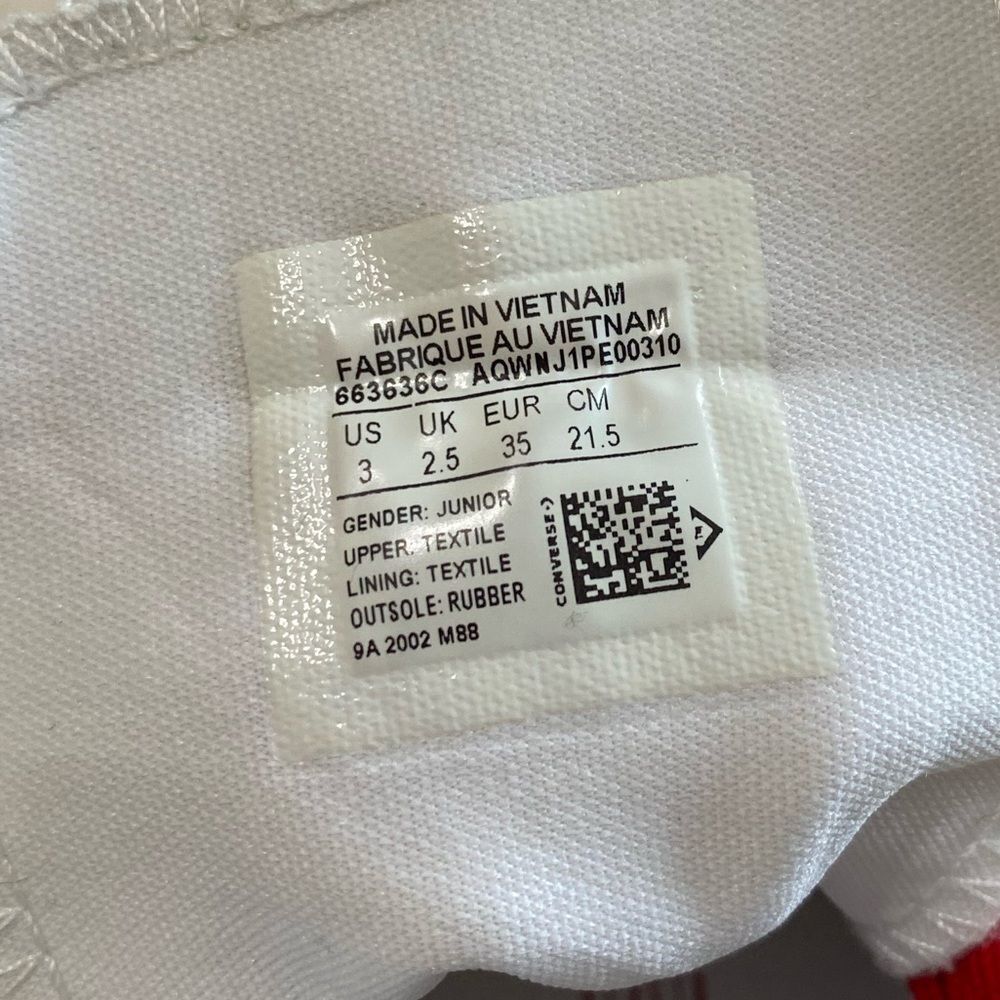 MADE IN VIETNAM
FABRIQUE AU VIETNAM
663636C AQWNJ1PE00310
US UK EUR CM
3 2.5 35 21.5
GENDER: JUNIOR
UPPER: TEXTILE
LINING: TEXTILE
OUTSOLE: RUBBER
9A 2002 M88
CONVERSE